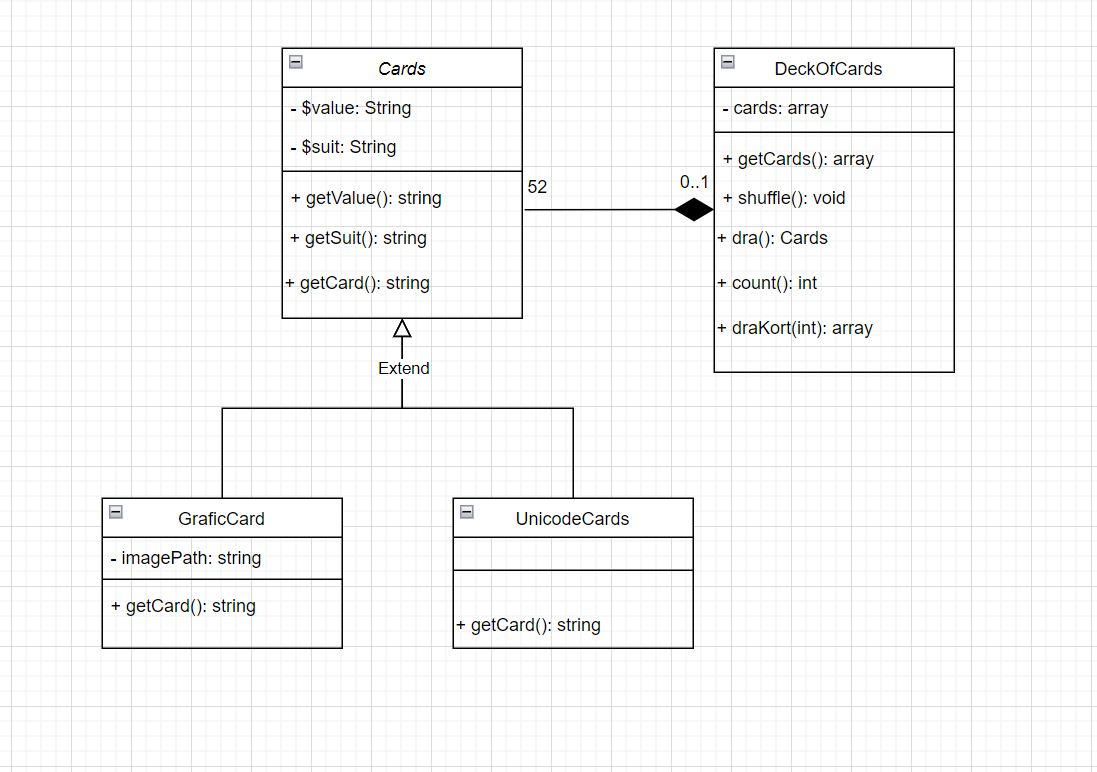 Cards
- $value: String
- $suit: String
+ getValue(): string
+ getSuit(): string
+ getCard(): string
52
0..1
DeckOfCards
- cards: array
+ getCards(): array
+ shuffle(): void
+ dra(): Cards
+ count(): int
+ draKort(int): array
Extend
GraficCard
- imagePath: string
+ getCard(): string
UnicodeCards
+ getCard(): string